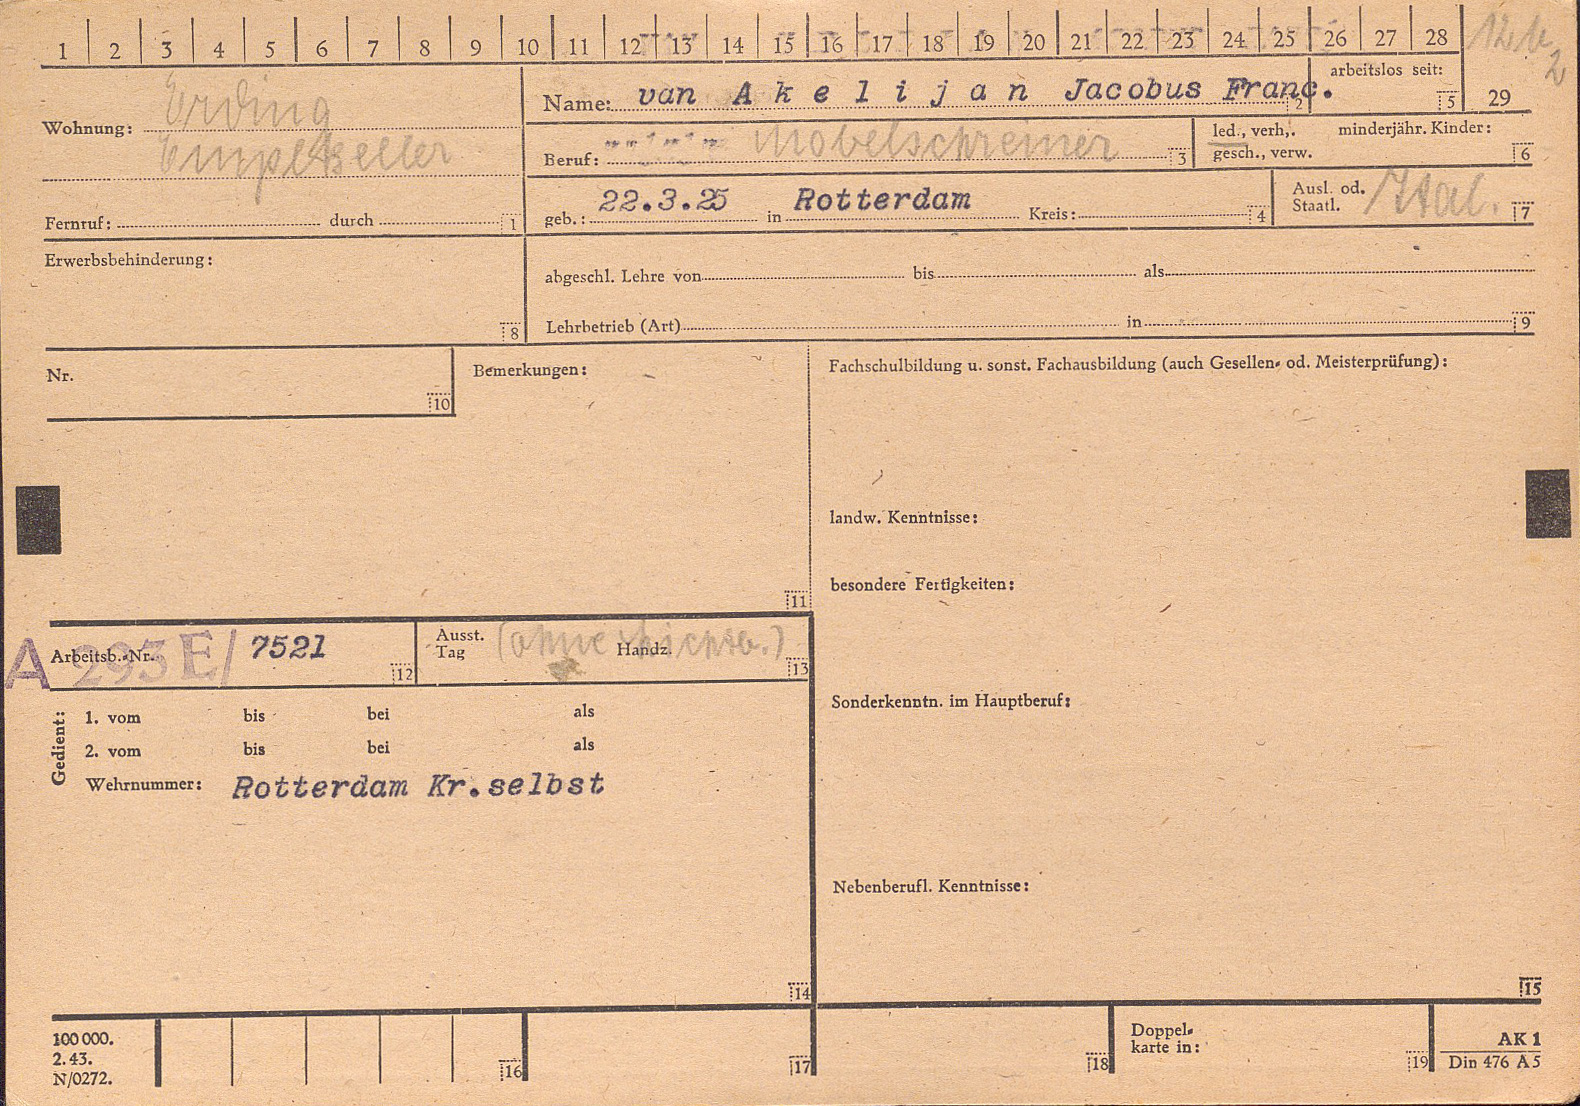 1 2 3 4 5 6 7 8 9 10 11 12 13 14 15 16 17 18 19 20 21 22 23 24 25 26 27 28
29
Wohnung: Erding
Fernruf: durch 1
Name: van A k e l i j a n Jacobus Franc. 2
arbeitslos seit: 5
Beruf: Möbelschreiner 3
led., verh.,
gesch., verw.
minderjähr. Kinder:
6
geb.: 22.3.25 in Rotterdam Kreis: 4
Ausl. od.
Staatl. Ital. 7
Erwerbsbehinderung:
8
abgeschl. Lehre von bis als
Lehrbetrieb (Art) in 9
Nr.
10
Bemerkungen:
11
Fachschulbildung u. sonst. Fachausbildung (auch Gesellen- od. Meisterprüfung):
landw. Kenntnisse:
besondere Fertigkeiten:
Sonderkenntn. im Hauptberuf:
Nebenberufl. Kenntnisse:
15
A Arbeitsb.-Nr. 293 E/ 7521 12
Ausst.
Tag (ohne Handz. 13
Gedient:
1. vom bis bei als
2. vom bis bei als
Wehrnummer: Rotterdam Kr.selbst
14
100 000.
2. 43.
N/0272.
16
17
18
Doppel-
karte in:
19
AK 1
Din 476 A 5